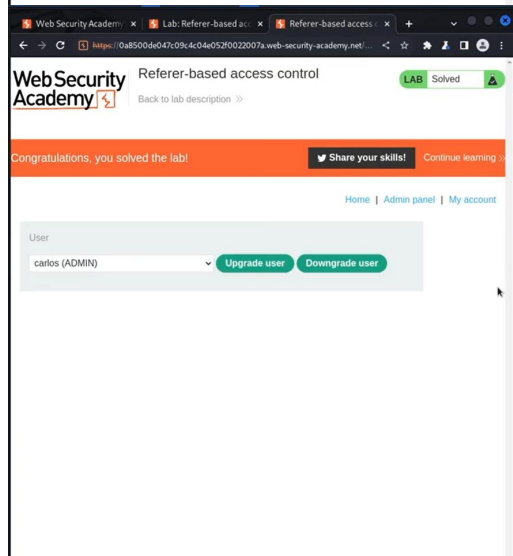 Web Security Academy
Lab: Referer-based acc
Referer-based access c
https://0a8500de047c09c4c04e052f0022007a.web-security-academy.net/...
WebSecurity
Academy
Referer-based access control
Back to lab description
LAB Solved
Congratulations, you solved the lab!
Share your skills!
Continue learning
Home | Admin panel | My account
User
carlos (ADMIN)
Upgrade user
Downgrade user